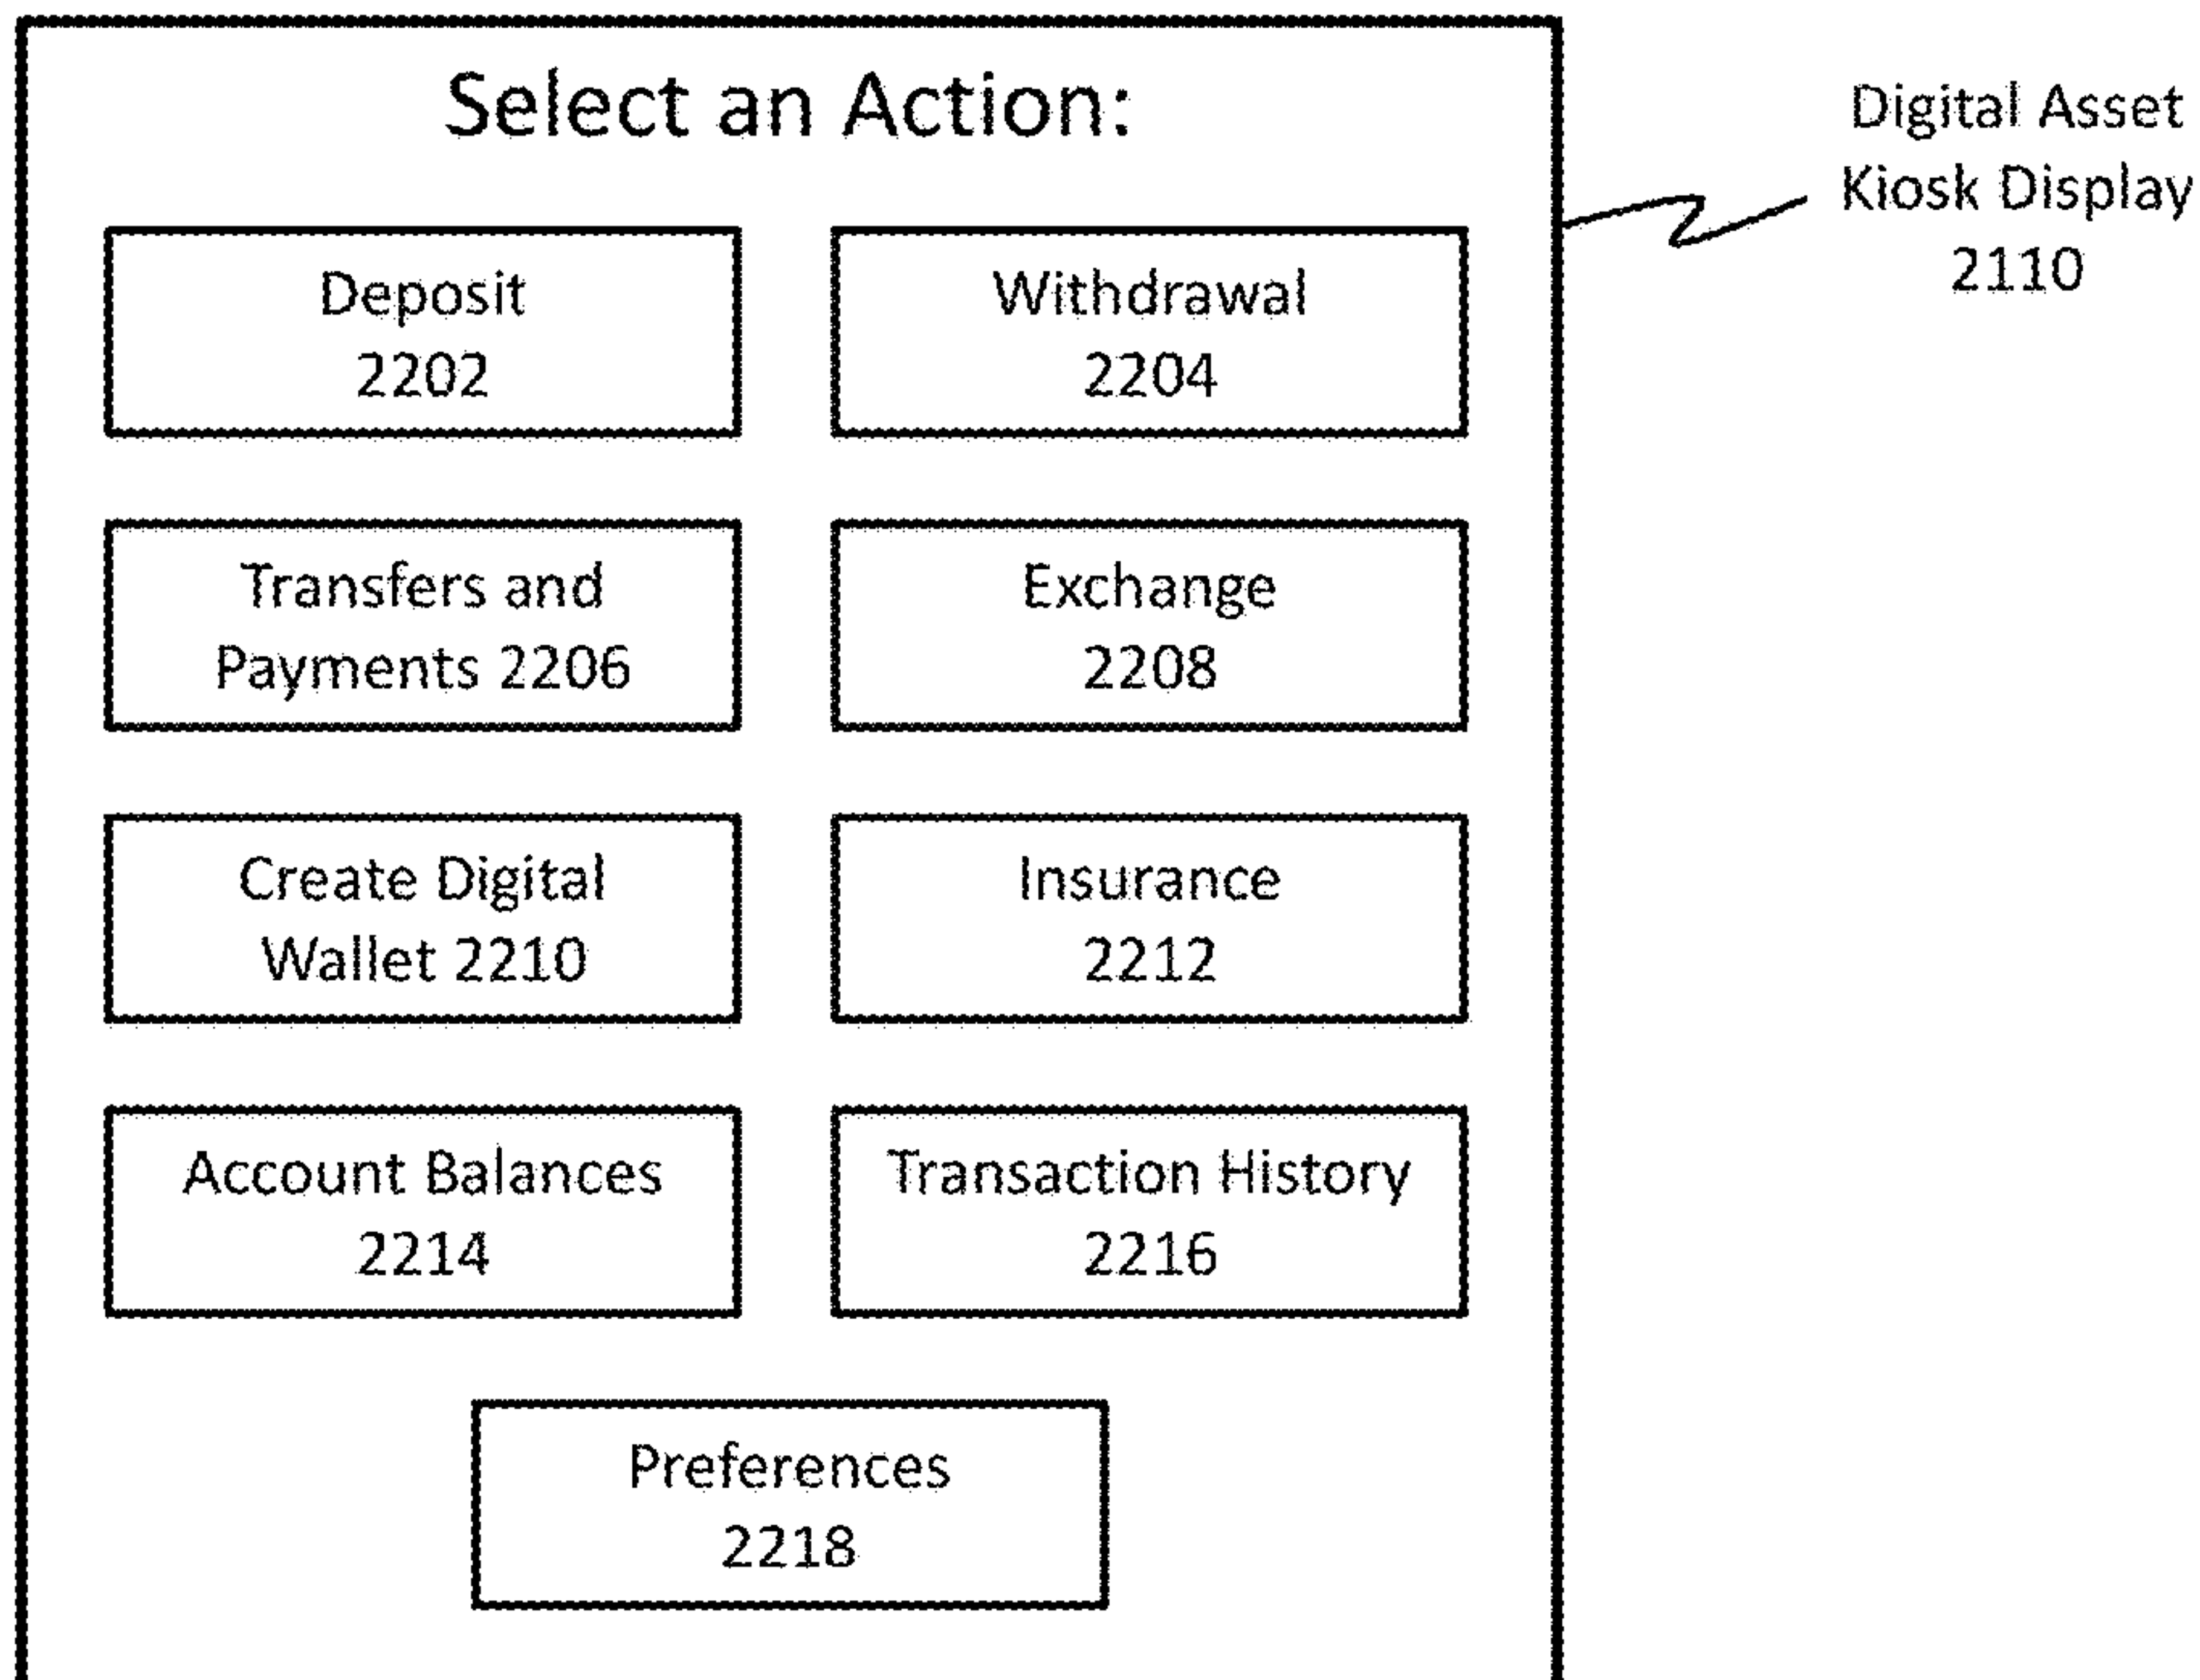 Select an Action:
Digital Asset
Kiosk Display
2110
Deposit
2202
Withdrawal
2204
Transfers and
Payments 2206
Exchange
2208
Create Digital
Wallet 2210
Insurance
2212
Account Balances
2214
Transaction History
2216
Preferences
2218